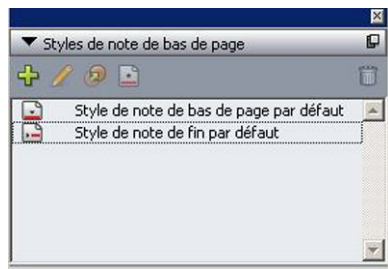 Styles de note de bas de page
Style de note de bas de page par défaut
Style de note de fin par défaut